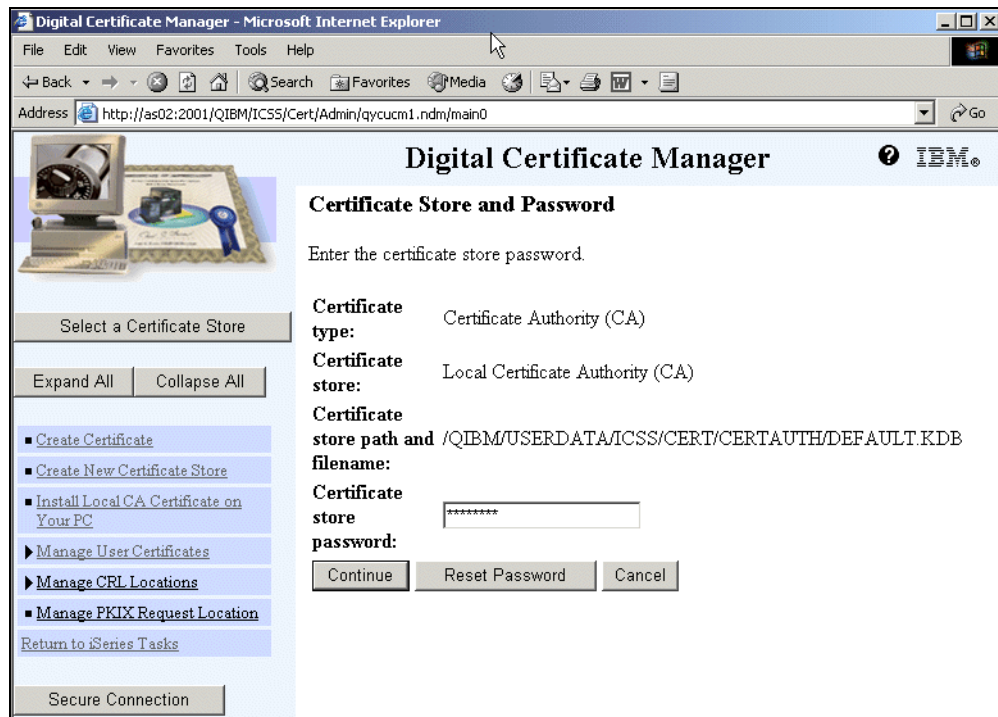 Digital Certificate Manager - Microsoft Internet Explorer
File Edit View Favorites Tools Help
Back Search Favorites Media
Address http://as02:2001/QIBM/ICSS/Cert/Admin/qycucm1.ndm/main0 Go
Digital Certificate Manager
IBM®
Select a Certificate Store
Expand All Collapse All
Create Certificate
Create New Certificate Store
Install Local CA Certificate on
Your PC
Manage User Certificates
Manage CRL Locations
Manage PKIX Request Location
Return to iSeries Tasks
Secure Connection
Certificate Store and Password
Enter the certificate store password.
Certificate
type:
Certificate Authority (CA)
Certificate
store:
Local Certificate Authority (CA)
Certificate
store path and
filename:
/QIBM/USERDATA/ICSS/CERT/CERTAUTH/DEFAULT.KDB
Certificate
store
password:
********
Continue Reset Password Cancel